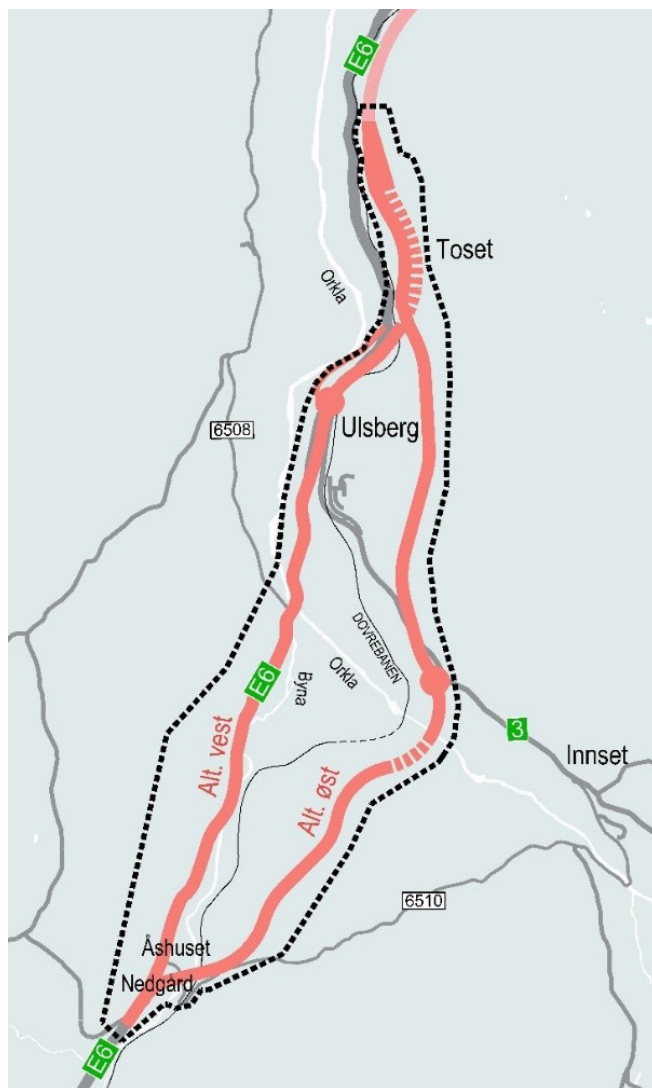 E6
Toset
Orkla
Ulsberg
6508
DOVREBANEN
Orkla
E6
Byna
3
Innset
Alt. vest
Alt. øst
6510
Åshuset
Nedgård
E6